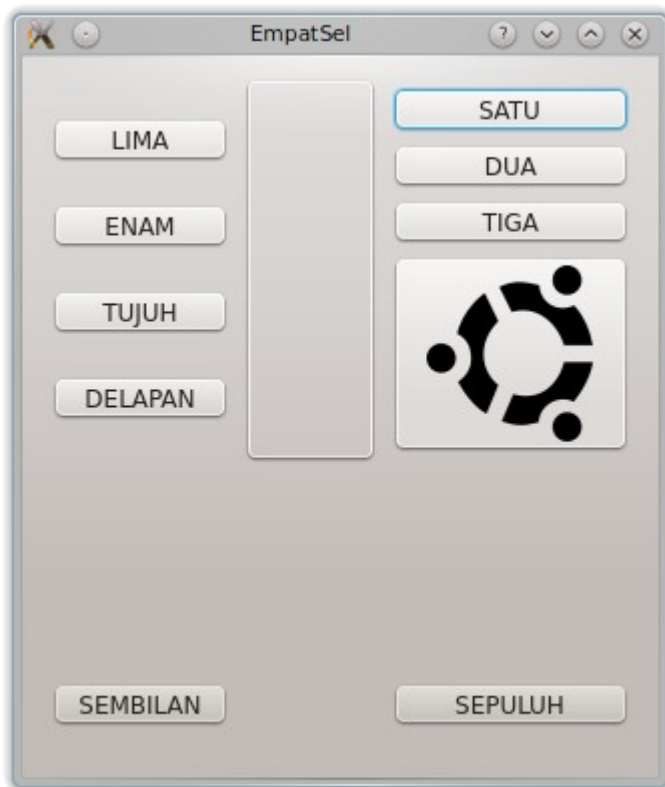 EmpatSel
LIMA
ENAM
TUJUH
DELAPAN
SATU
DUA
TIGA
SEMBILAN
SEPULUH